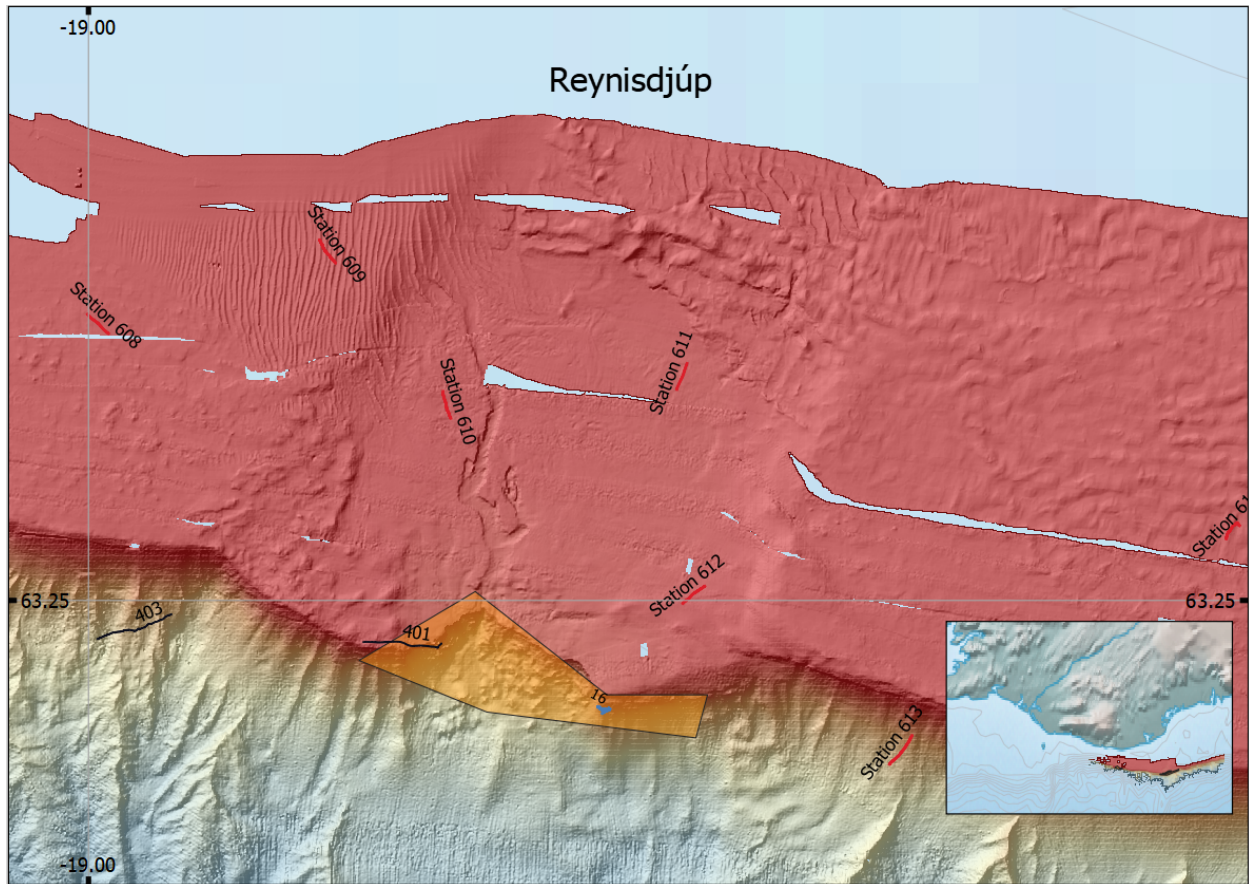 -19.00
Reynisdjúp
Station 609
Station 608
Station 611
Station 610
Station 612
63.25
63.25
403
401
16
Station 613
-19.00